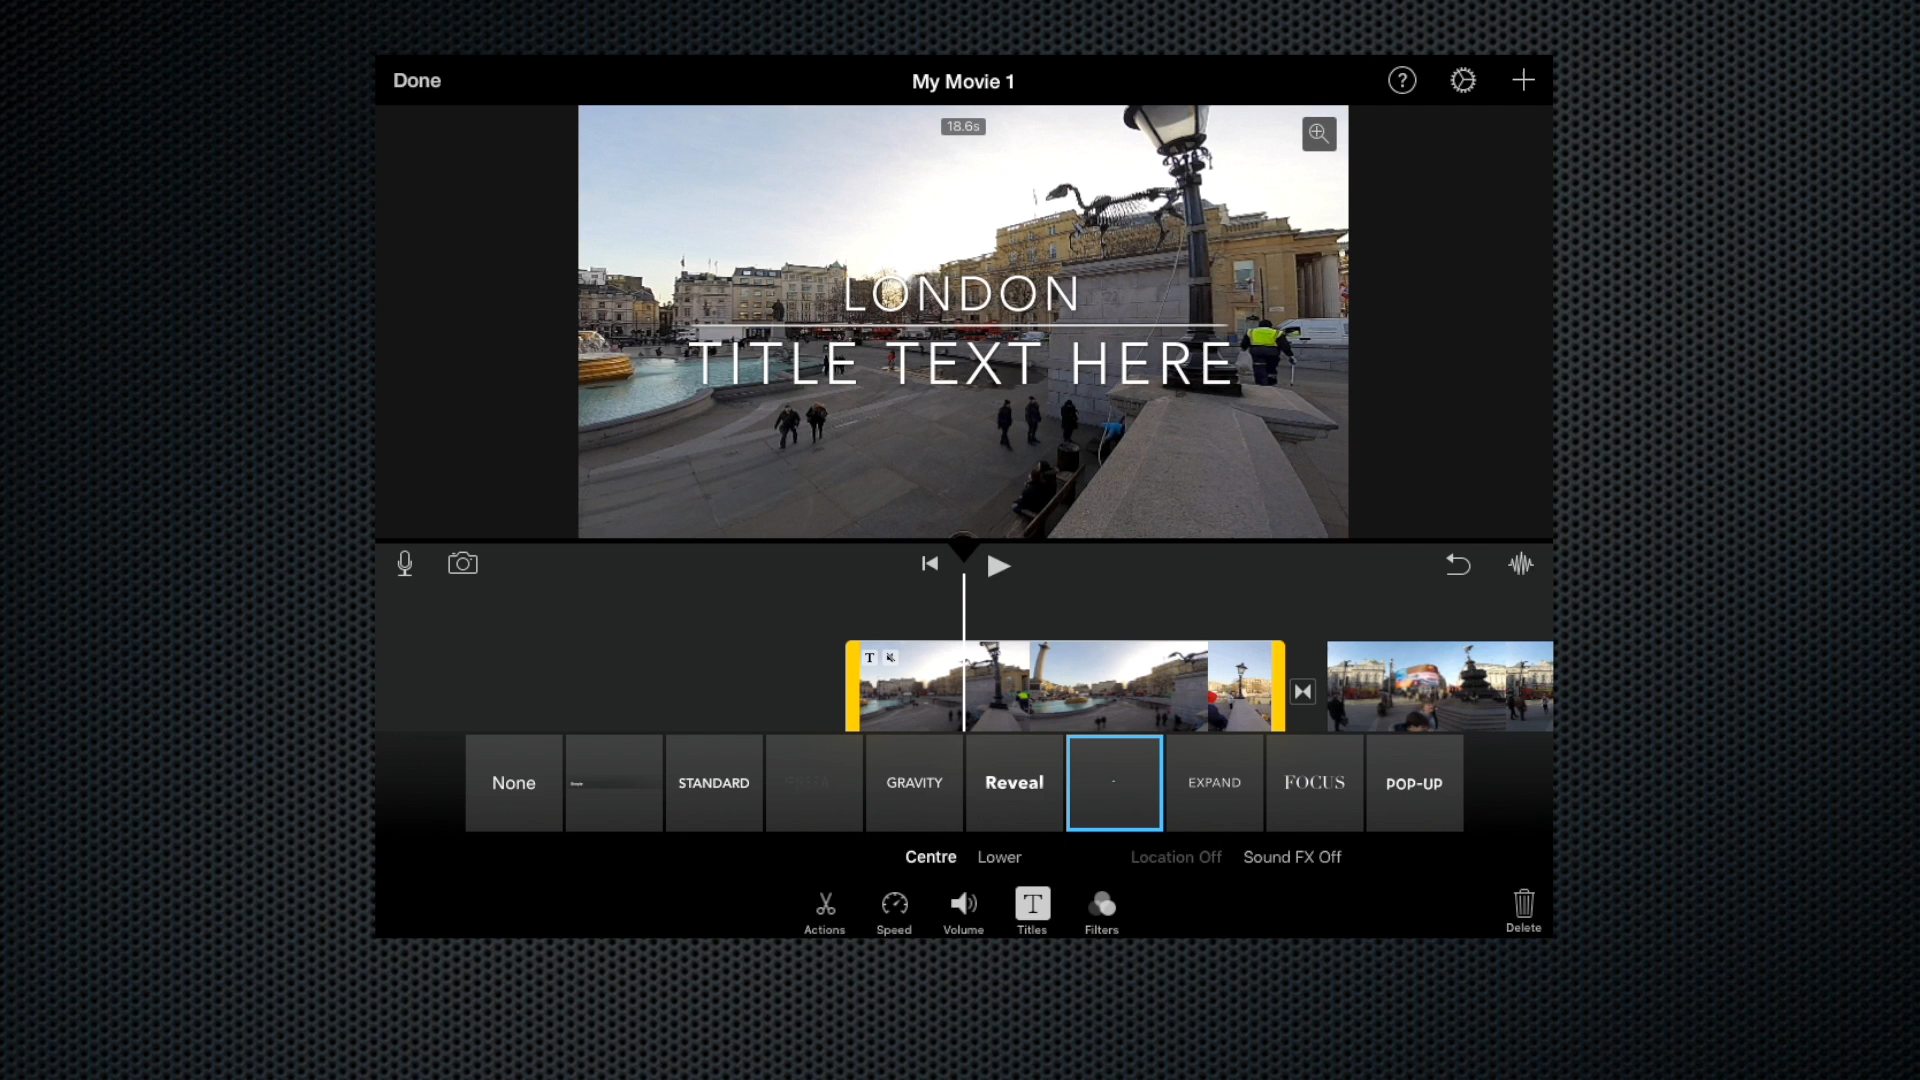 Done
My Movie 1
?
18.6s
LONDON
TITLE TEXT HERE
T
None
STANDARD
GRAVITY
Reveal
EXPAND
FOCUS
POP-UP
Centre
Lower
Location Off
Sound FX Off
T
Actions
Speed
Volume
Titles
Filters
Delete